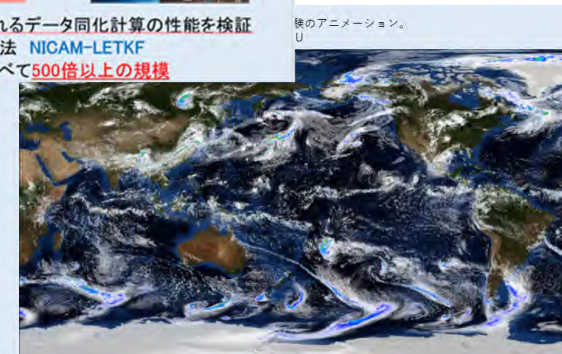 れるデータ同化計算の性能を検証
法 NICAM-LETKF
べて500倍以上の規模
験のアニメーション。
U